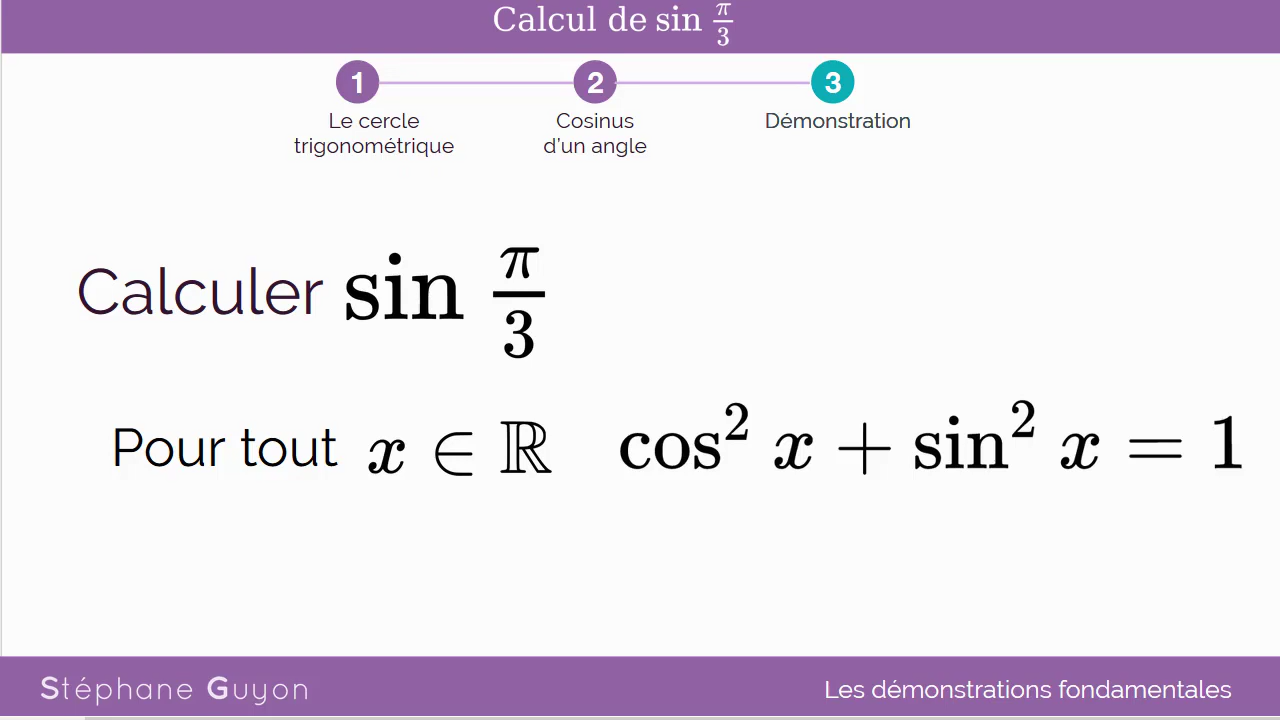 Calcul de sin π/3
1 2 3
Le cercle trigonométrique
Cosinus d'un angle
Démonstration
Calculer sin π/3
Pour tout x ∈ ℝ cos² x + sin² x = 1
Stéphane Guyon
Les démonstrations fondamentales